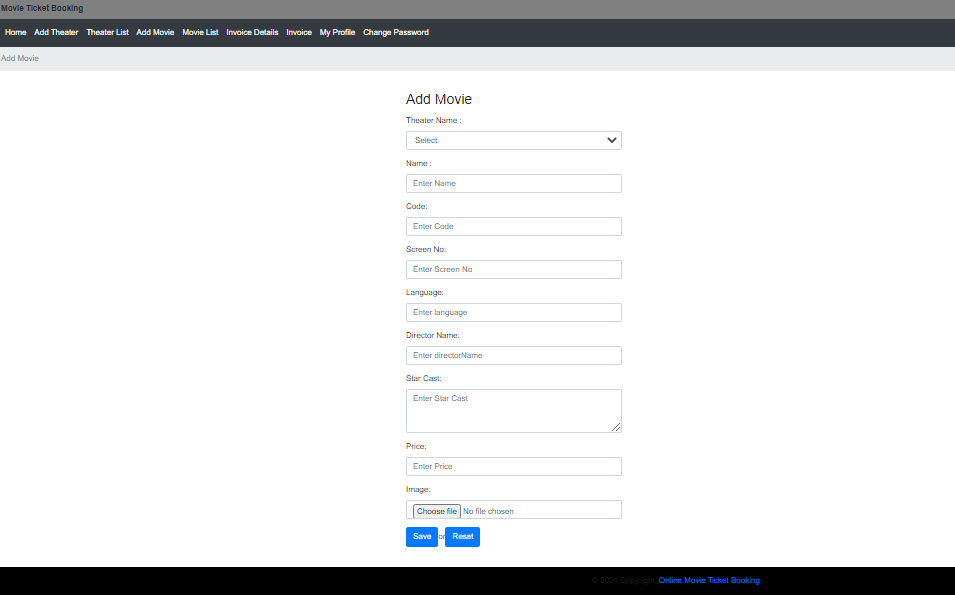 Movie Ticket Booking
Home Add Theater Theater List Add Movie Movie List Invoice Details Invoice My Profile Change Password
Add Movie
Add Movie
Theater Name :
Select
Name :
Enter Name
Code:
Enter Code
Screen No:
Enter Screen No
Language:
Enter language
Director Name:
Enter directorName
Star Cast:
Enter Star Cast
Price:
Enter Price
Image:
Choose file No file chosen
Save or Reset
© 2021 Copyright: Online Movie Ticket Booking